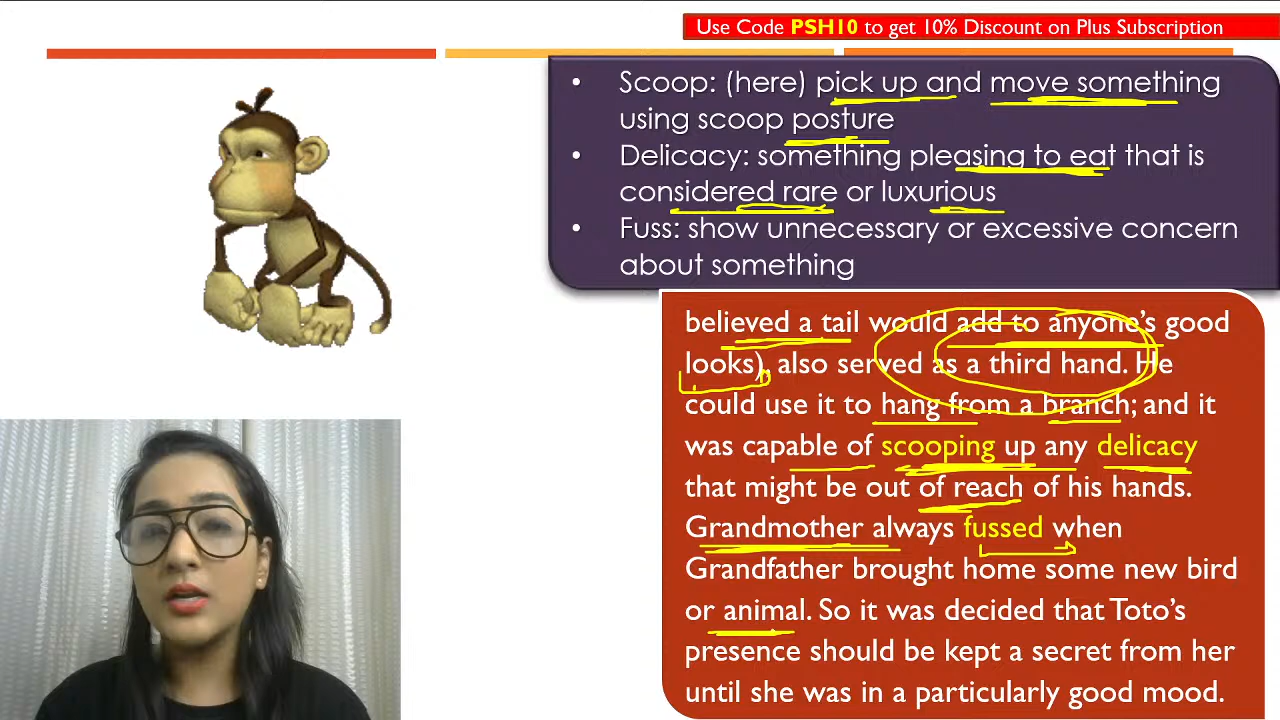 Use Code PSH10 to get 10% Discount on Plus Subscription
• Scoop: (here) pick up and move something
using scoop posture
• Delicacy: something pleasing to eat that is
considered rare or luxurious
• Fuss: show unnecessary or excessive concern
about something
believed a tail would add to anyone's good
looks), also served as a third hand. He
could use it to hang from a branch; and it
was capable of scooping up any delicacy
that might be out of reach of his hands.
Grandmother always fussed when
Grandfather brought home some new bird
or animal. So it was decided that Toto's
presence should be kept a secret from her
until she was in a particularly good mood.